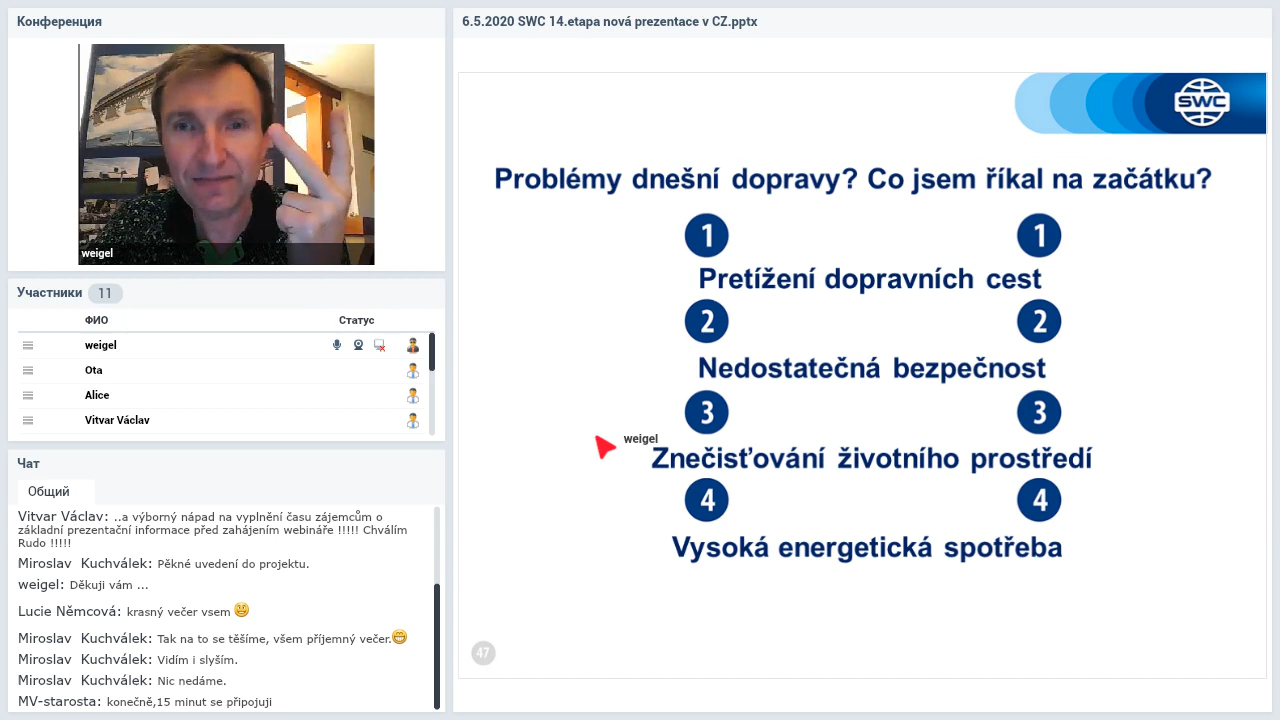 Конференция
weigel
Участники 11
ФИО Статус
weigel
Ota
Alice
Vitvar Václav
Чат
Общий
Vitvar Václav: ..a výborný nápad na vyplnění času zájemcům o
základní prezentační informace před zahájením webináře !!!!! Chválím
Rudo !!!!!
Miroslav Kuchválek: Pěkné uvedení do projektu.
weigel: Děkuji vám ...
Lucie Němcová: krasný večer vsem
Miroslav Kuchválek: Tak na to se těšíme, všem příjemný večer.
Miroslav Kuchválek: Vidím i slyším.
Miroslav Kuchválek: Nic nedáme.
MV-starosta: konečně,15 minut se připojuji
6.5.2020 SWC 14.etapa nová prezentace v CZ.pptx
SWC
Problémy dnešní dopravy? Co jsem říkal na začátku?
1 1
Pretížení dopravních cest
2 2
Nedostatečná bezpečnost
3 3
weigel
Znečisťování životního prostředí
4 4
Vysoká energetická spotřeba
47